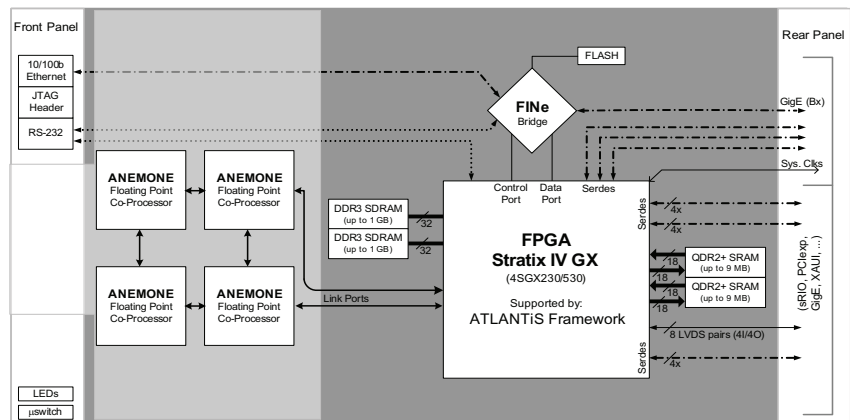 Front Panel
10/100b
Ethernet
JTAG
Header
RS-232
LEDs
μswitch
ANEMONE
Floating Point
Co-Processor
ANEMONE
Floating Point
Co-Processor
ANEMONE
Floating Point
Co-Processor
ANEMONE
Floating Point
Co-Processor
Link Ports
FLASH
FINe
Bridge
Control
Port
Data
Port
Serdes
DDR3 SDRAM
(up to 1 GB)
32
DDR3 SDRAM
(up to 1 GB)
32
FPGA
Stratix IV GX
(4SGX230/530)
Supported by:
ATLANTiS Framework
Serdes
4x
4x
18
18
18
18
QDR2+ SRAM
(up to 9 MB)
QDR2+ SRAM
(up to 9 MB)
8 LVDS pairs (4I/4O)
Serdes
4x
Rear Panel
GigE (Bx)
Sys. Clks
(sRIO, PCIexp,
GigE, XAUI, ...)